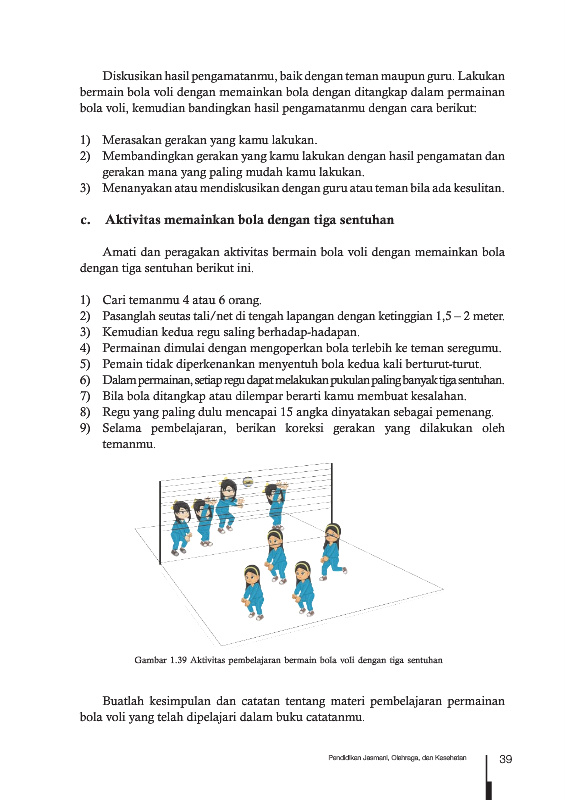 Diskusikan hasil pengamatanmu, baik dengan teman maupun guru. Lakukan
bermain bola voli dengan memainkan bola dengan ditangkap dalam permainan
bola voli, kemudian bandingkan hasil pengamatanmu dengan cara berikut:
1) Merasakan gerakan yang kamu lakukan.
2) Membandingkan gerakan yang kamu lakukan dengan hasil pengamatan dan
gerakan mana yang paling mudah kamu lakukan.
3) Menanyakan atau mendiskusikan dengan guru atau teman bila ada kesulitan.
c. Aktivitas memainkan bola dengan tiga sentuhan
Amati dan peragakan aktivitas bermain bola voli dengan memainkan bola
dengan tiga sentuhan berikut ini.
1) Cari temanmu 4 atau 6 orang.
2) Pasanglah seutas tali/net di tengah lapangan dengan ketinggian 1,5 – 2 meter.
3) Kemudian kedua regu saling berhadap-hadapan.
4) Permainan dimulai dengan mengoperkan bola terlebih ke teman seregumu.
5) Pemain tidak diperkenankan menyentuh bola kedua kali berturut-turut.
6) Dalam permainan, setiap regu dapat melakukan pukulan paling banyak tiga sentuhan.
7) Bila bola ditangkap atau dilempar berarti kamu membuat kesalahan.
8) Regu yang paling dulu mencapai 15 angka dinyatakan sebagai pemenang.
9) Selama pembelajaran, berikan koreksi gerakan yang dilakukan oleh
temanmu.
Gambar 1.39 Aktivitas pembelajaran bermain bola voli dengan tiga sentuhan
Buatlah kesimpulan dan catatan tentang materi pembelajaran permainan
bola voli yang telah dipelajari dalam buku catatanmu.
Pendidikan Jasmani, Olahraga, dan Kesehatan 39